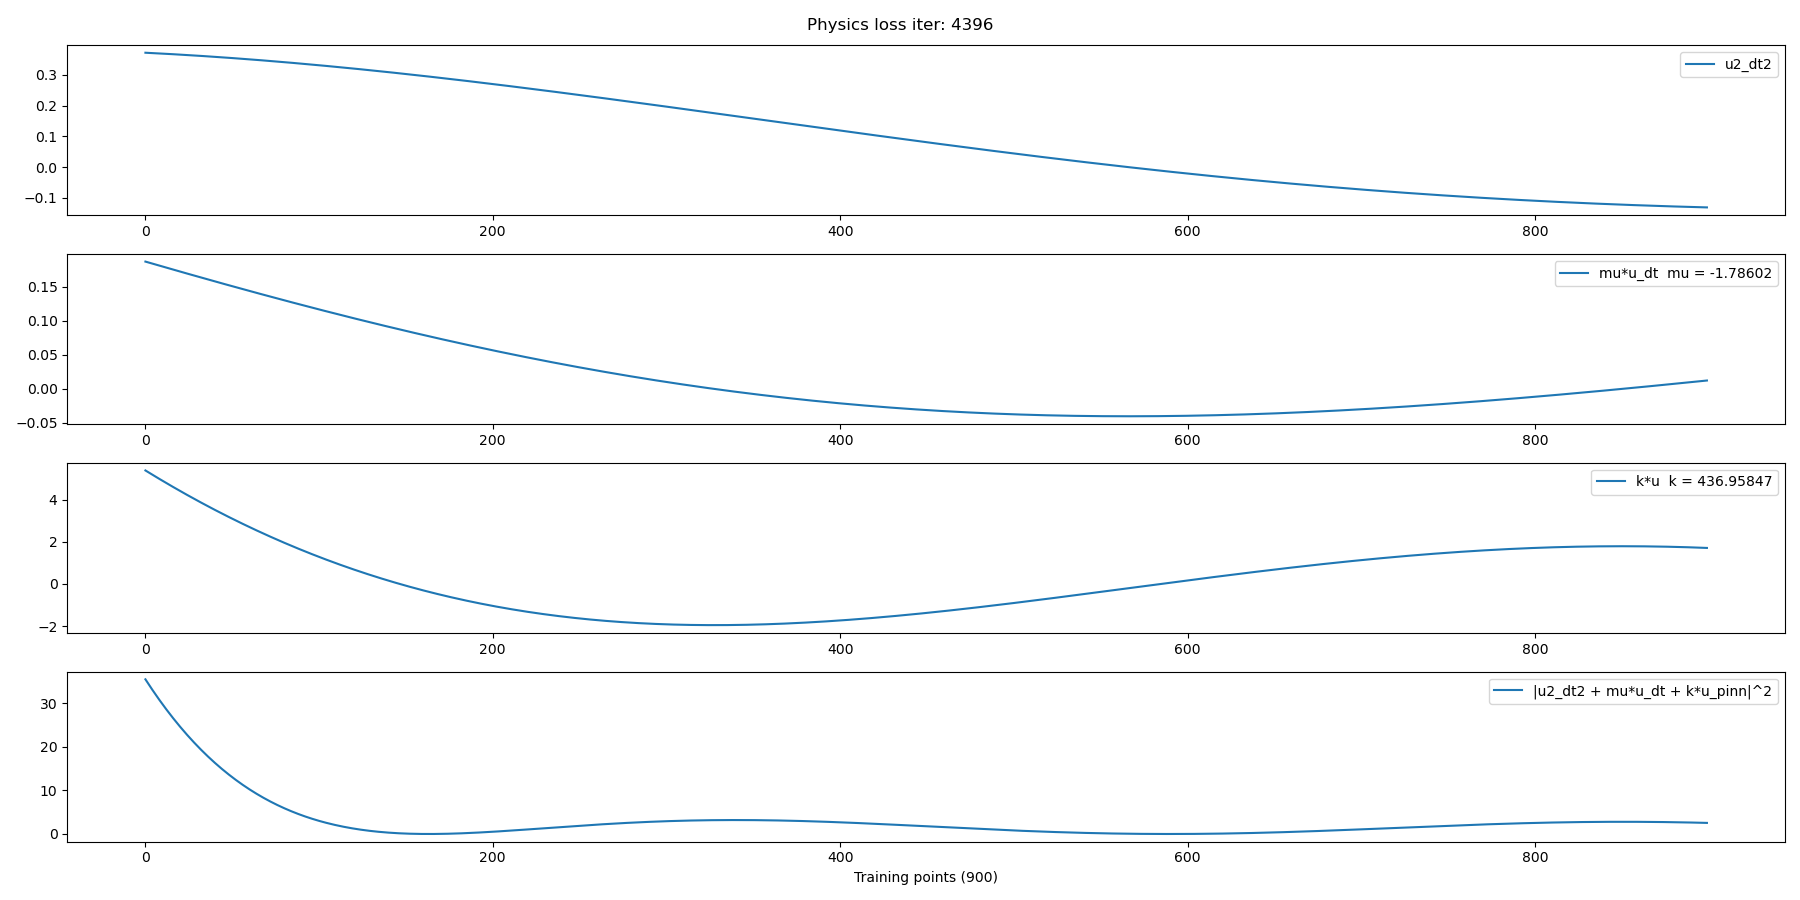 Physics loss iter: 4396
0.3
0.2
0.1
0.0
−0.1
u2_dt2
0 200 400 600 800
0.15
0.10
0.05
0.00
−0.05
mu*u_dt  mu = -1.78602
0 200 400 600 800
4
2
0
−2
k*u  k = 436.95847
0 200 400 600 800
30
20
10
0
|u2_dt2 + mu*u_dt + k*u_pinn|^2
0 200 400 600 800
Training points (900)